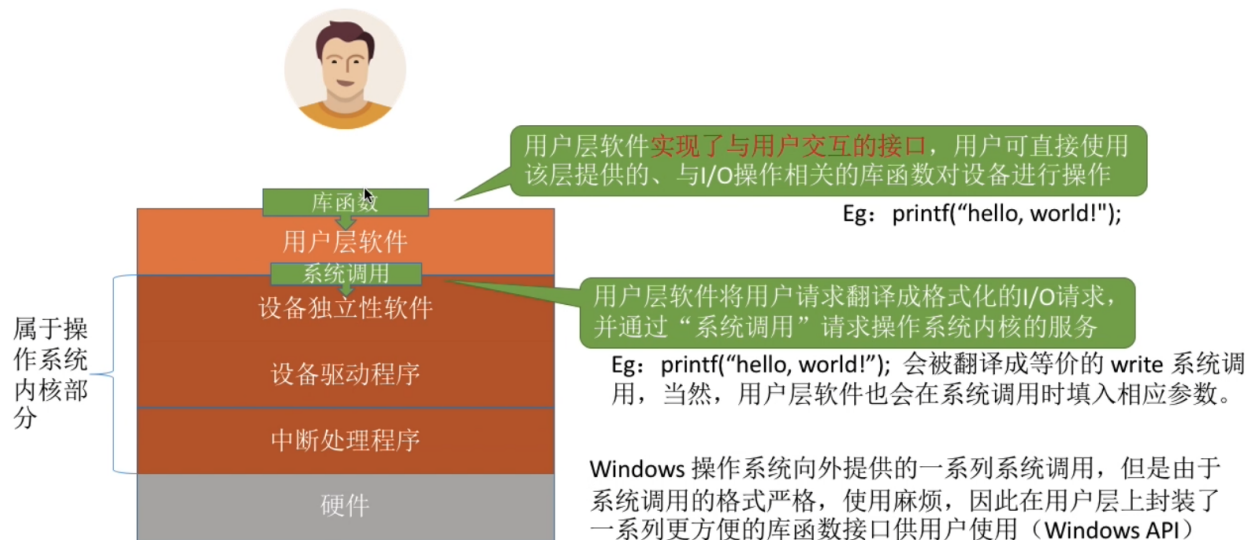 用户层软件实现了与用户交互的接口，用户可直接使用
该层提供的、与I/O操作相关的库函数对设备进行操作
库函数
Eg：printf(“hello, world!");
用户层软件
系统调用
设备独立性软件
用户层软件将用户请求翻译成格式化的I/O请求，
并通过“系统调用”请求操作系统内核的服务
属于操
作系统
内核部
分
设备驱动程序
Eg：printf(“hello, world!”); 会被翻译成等价的 write 系统调
用，当然，用户层软件也会在系统调用时填入相应参数。
中断处理程序
硬件
Windows 操作系统向外提供的一系列系统调用，但是由于
系统调用的格式严格，使用麻烦，因此在用户层上封装了
一系列更方便的库函数接口供用户使用（Windows API）